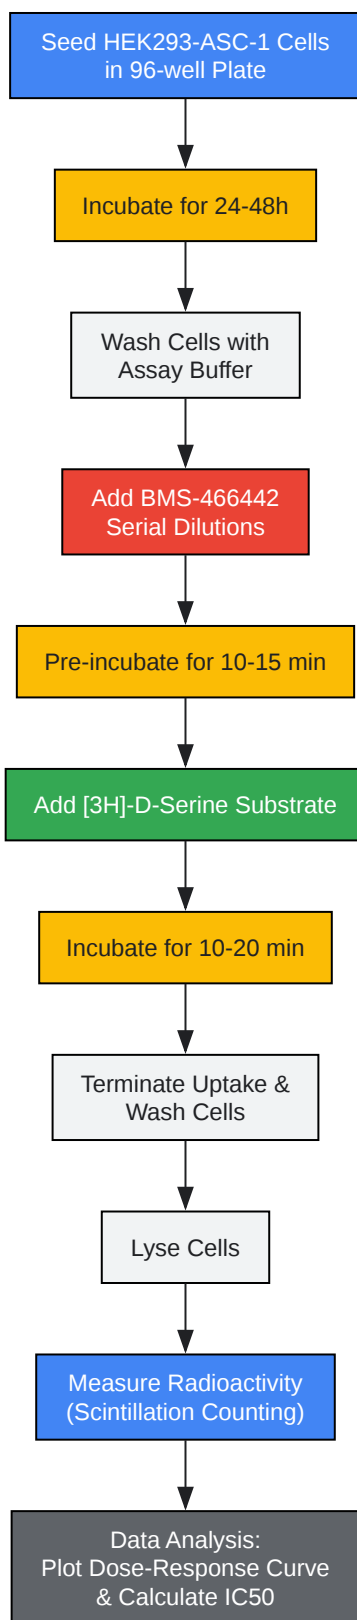 Seed HEK293-ASC-1 Cells
in 96-well Plate
Incubate for 24-48h
Wash Cells with
Assay Buffer
Add BMS-466442
Serial Dilutions
Pre-incubate for 10-15 min
Add [3H]-D-Serine Substrate
Incubate for 10-20 min
Terminate Uptake &
Wash Cells
Lyse Cells
Measure Radioactivity
(Scintillation Counting)
Data Analysis:
Plot Dose-Response Curve
& Calculate IC50